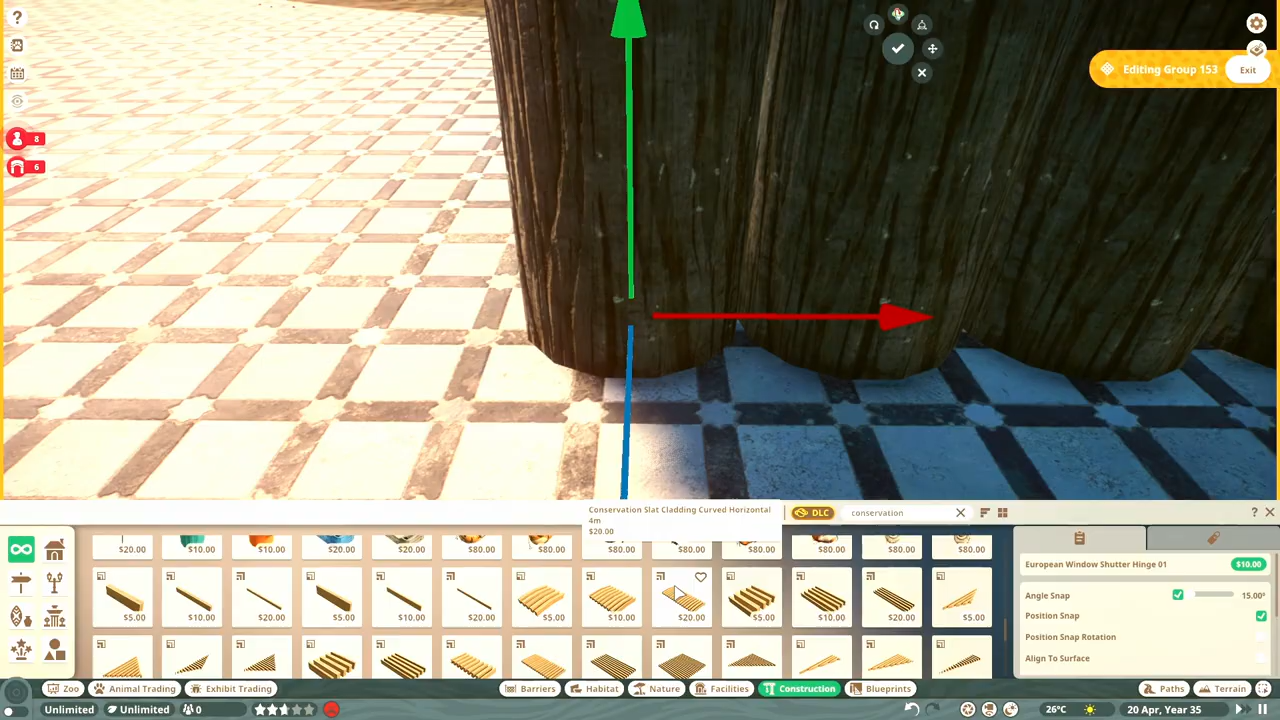 ?
8
6
Editing Group 153
Exit
Conservation Slat Cladding Curved Horizontal
4m
$20.00
DLC
conservation
?
$20.00
$10.00
$10.00
$20.00
$20.00
$80.00
$80.00
$80.00
$80.00
$80.00
$80.00
$80.00
$80.00
$5.00
$10.00
$20.00
$5.00
$10.00
$20.00
$5.00
$10.00
$20.00
$5.00
$10.00
$20.00
$5.00
European Window Shutter Hinge 01
$10.00
Angle Snap
15.00°
Position Snap
Position Snap Rotation
Align To Surface
Zoo
Animal Trading
Exhibit Trading
Barriers
Habitat
Nature
Facilities
Construction
Blueprints
Paths
Terrain
Unlimited
Unlimited
0
26°C
20 Apr, Year 35